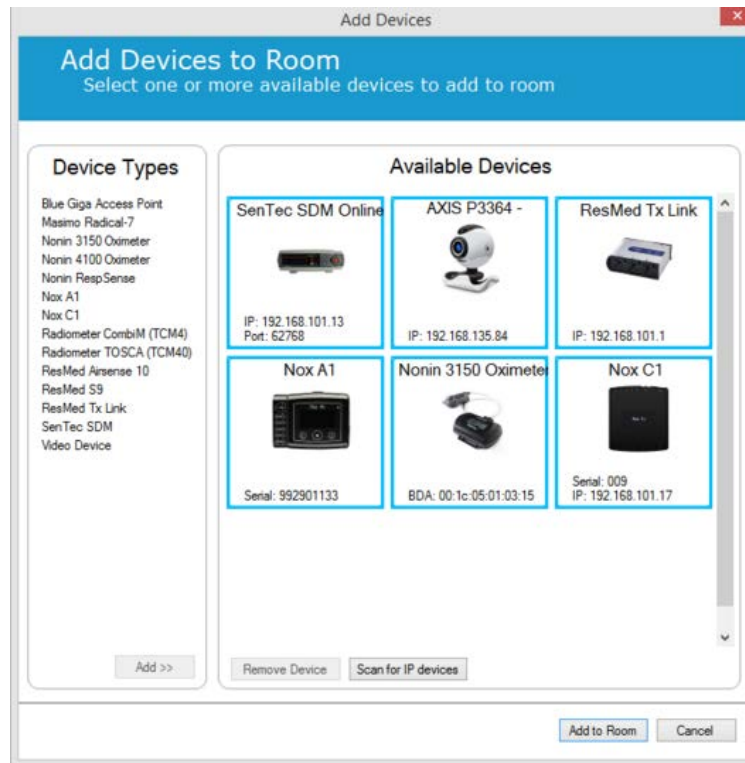 Add Devices
Add Devices to Room
Select one or more available devices to add to room
Device Types
Blue Giga Access Point
Masimo Radical-7
Nonin 3150 Oximeter
Nonin 4100 Oximeter
Nonin RespSense
Nox A1
Nox C1
Radiometer CombiM (TCM4)
Radiometer TOSCA (TCM40)
ResMed Airsense 10
ResMed S9
ResMed Tx Link
SenTec SDM
Video Device
Add >>
Available Devices
SenTec SDM Online
IP: 192.168.101.13
Port: 62768
AXIS P3364 -
IP: 192.168.135.84
ResMed Tx Link
IP: 192.168.101.1
Nox A1
Serial: 992901133
Nonin 3150 Oximete
BDA: 00:1c:05:01:03:15
Nox C1
Serial: 009
IP: 192.168.101.17
Remove Device
Scan for IP devices
Add to Room
Cancel